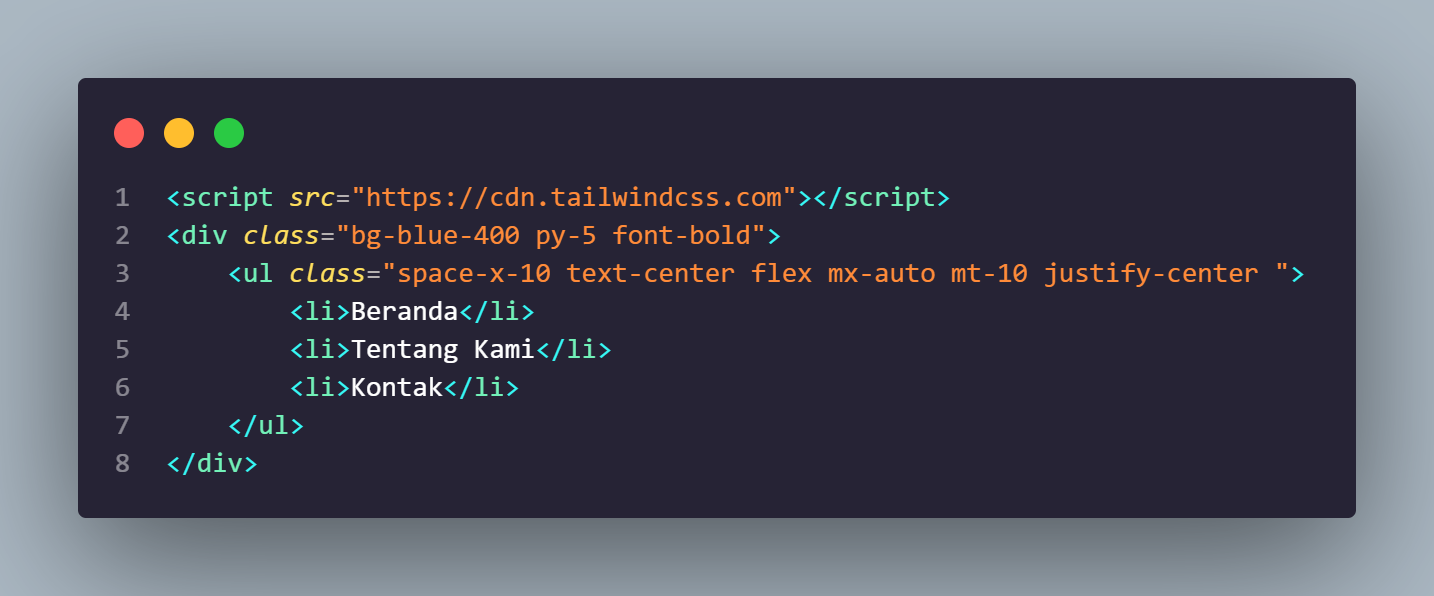 1 <script src="https://cdn.tailwindcss.com"></script>
2 <div class="bg-blue-400 py-5 font-bold">
3     <ul class="space-x-10 text-center flex mx-auto mt-10 justify-center ">
4         <li>Beranda</li>
5         <li>Tentang Kami</li>
6         <li>Kontak</li>
7     </ul>
8 </div>